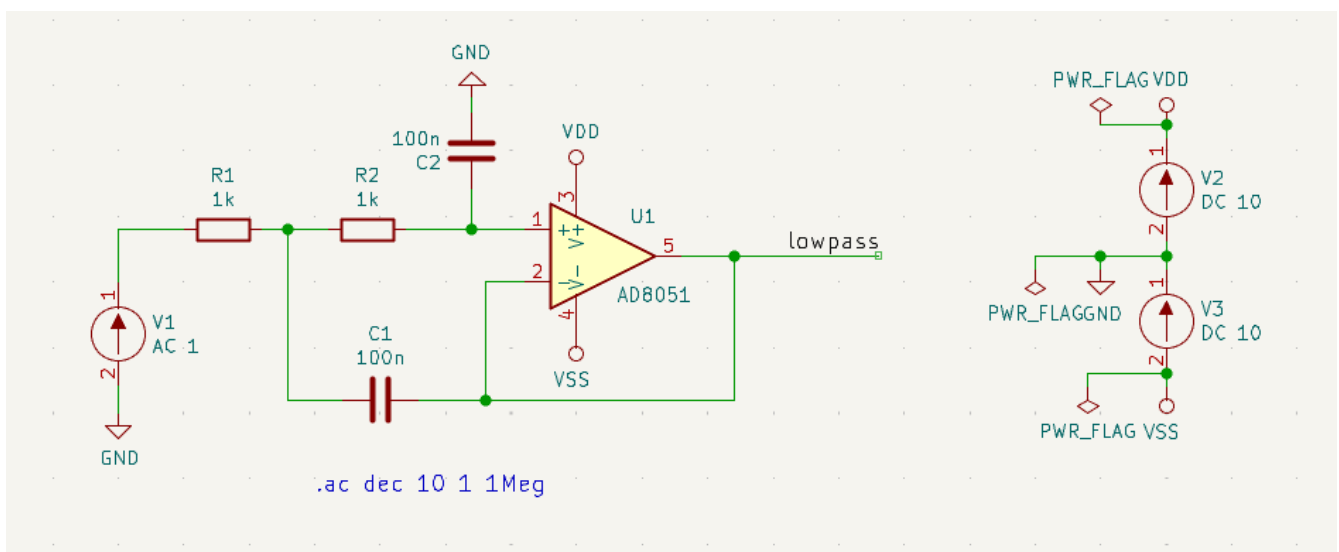 GND
100n
C2
VDD
R1
1k
R2
1k
3
1
+
V+
U1
5
lowpass
2
-
V-
AD8051
4
VSS
1
V1
AC 1
2
C1
100n
GND
.ac dec 10 1 1Meg
PWR_FLAG VDD
1
V2
DC 10
2
PWR_FLAG GND
1
V3
DC 10
2
PWR_FLAG VSS